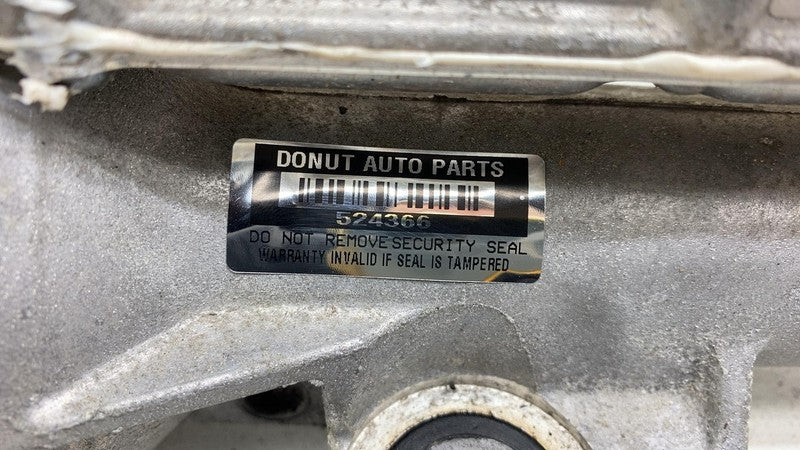 DONUT AUTO PARTS
524366
DO NOT REMOVE SECURITY SEAL
WARRANTY INVALID IF SEAL IS TAMPERED